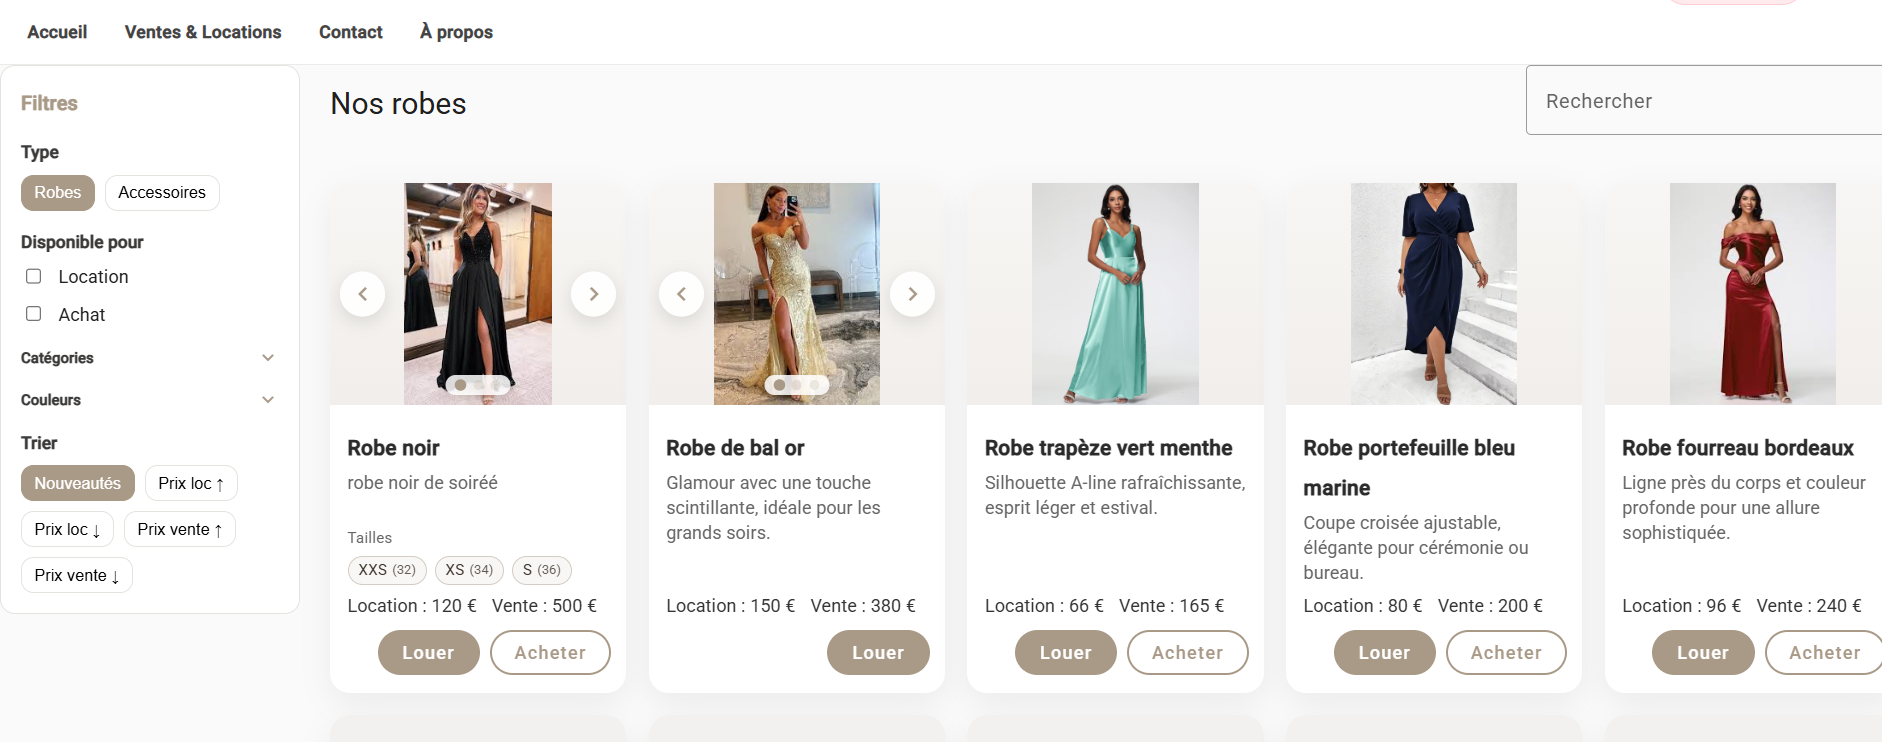 Accueil Ventes & Locations Contact À propos
Filtres
Type
Robes Accessoires
Disponible pour
Location
Achat
Catégories
Couleurs
Trier
Nouveautés Prix loc ↑
Prix loc ↓ Prix vente ↑
Prix vente ↓
Nos robes
Rechercher
Robe noir
robe noir de soiréé
Tailles
XXS (32) XS (34) S (36)
Location : 120 € Vente : 500 €
Louer Acheter
Robe de bal or
Glamour avec une touche
scintillante, idéale pour les
grands soirs.
Location : 150 € Vente : 380 €
Louer
Robe trapèze vert menthe
Silhouette A-line rafraîchissante,
esprit léger et estival.
Location : 66 € Vente : 165 €
Louer Acheter
Robe portefeuille bleu
marine
Coupe croisée ajustable,
élégante pour cérémonie ou
bureau.
Location : 80 € Vente : 200 €
Louer Acheter
Robe fourreau bordeaux
Ligne près du corps et couleur
profonde pour une allure
sophistiquée.
Location : 96 € Vente : 240 €
Louer Acheter